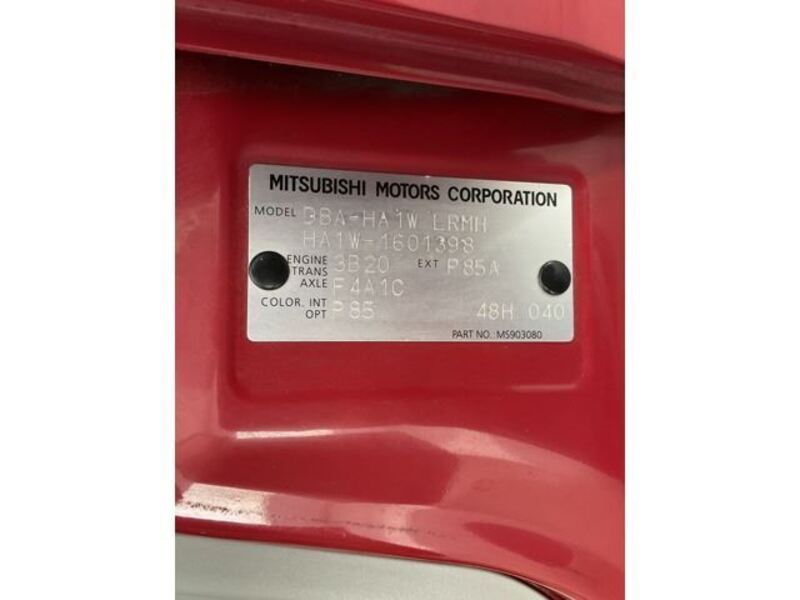 MITSUBISHI MOTORS CORPORATION
MODEL DBA-HA1W LRMH
HA1W-1601398
ENGINE 3B20 EXT P85A
TRANS
AXLE F4A1C
COLOR. INT P85 48H 040
OPT
PART NO.: MS903080